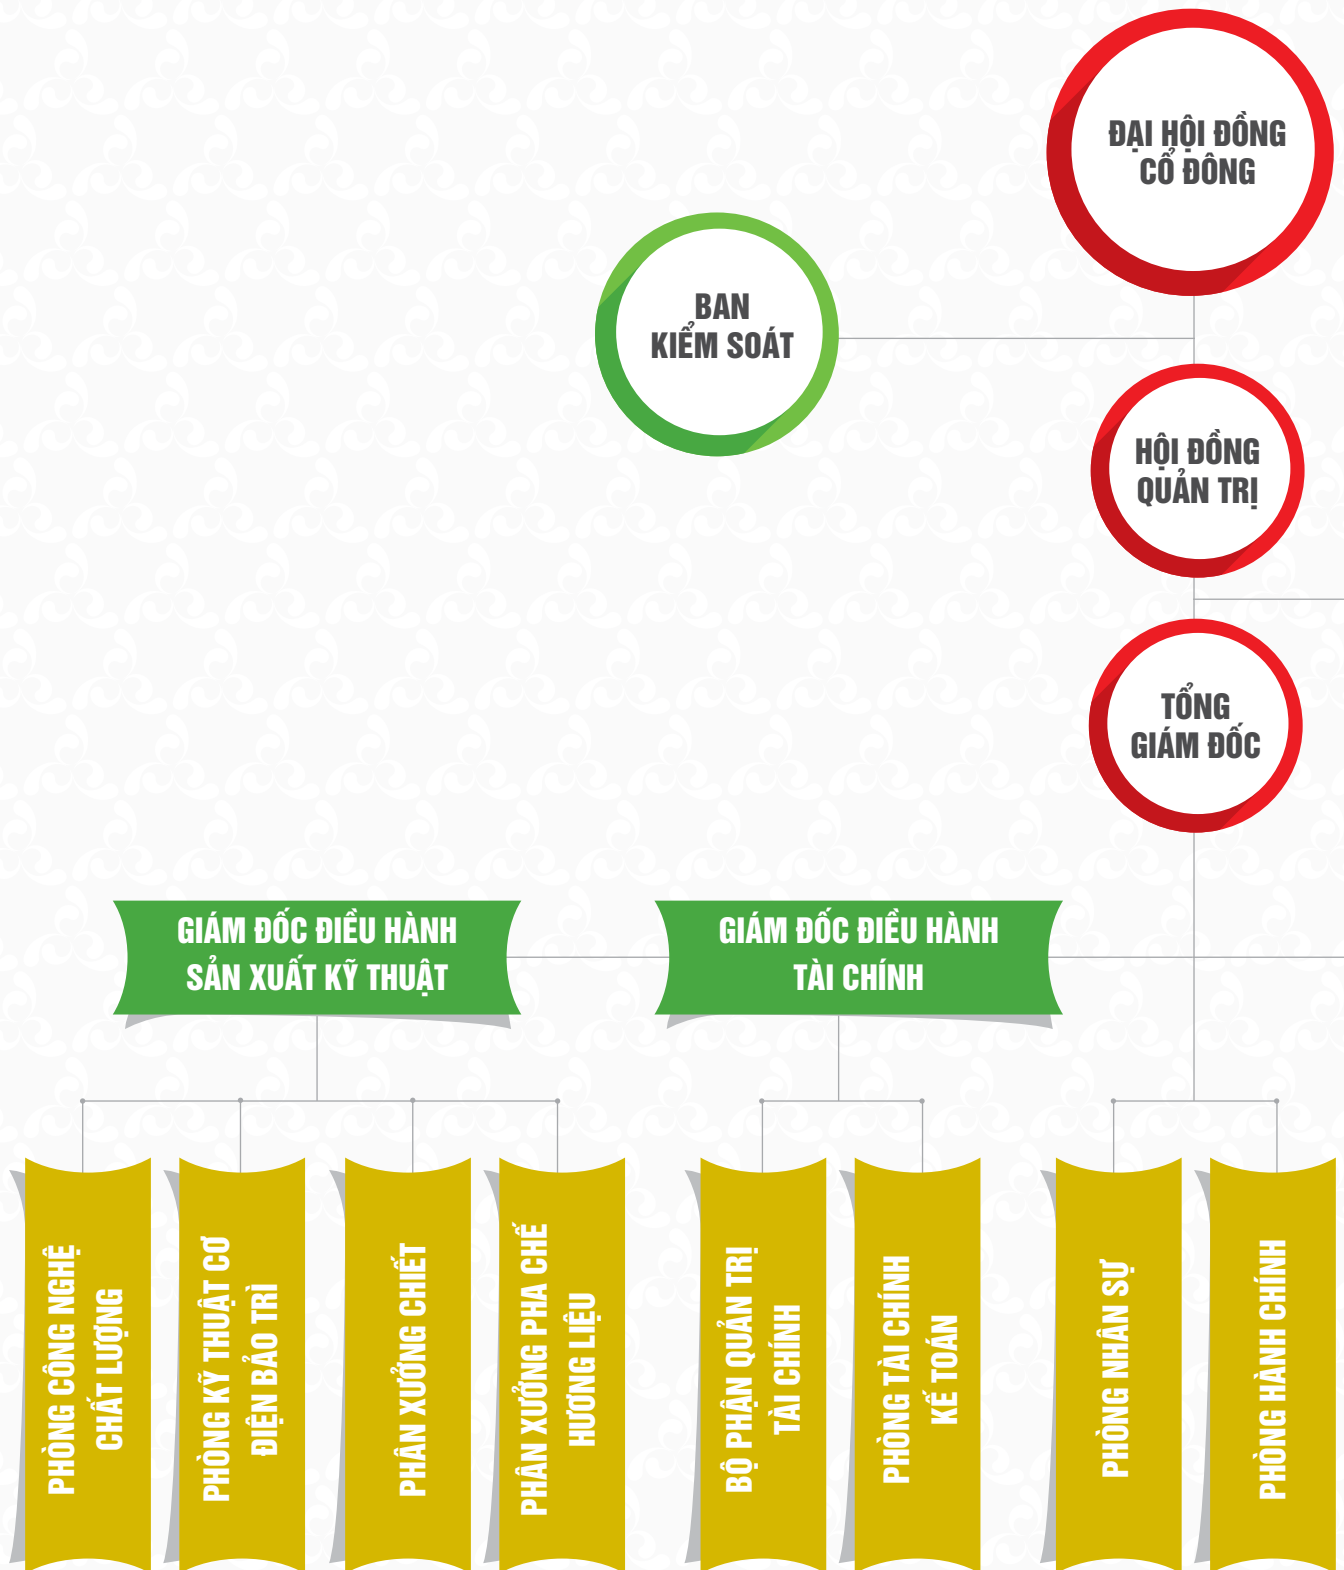 ĐẠI HỘI ĐỒNG
CỔ ĐÔNG
BAN
KIỂM SOÁT
HỘI ĐỒNG
QUẢN TRỊ
TỔNG
GIÁM ĐỐC
GIÁM ĐỐC ĐIỀU HÀNH
SẢN XUẤT KỸ THUẬT
GIÁM ĐỐC ĐIỀU HÀNH
TÀI CHÍNH
PHÒNG CÔNG NGHỆ
CHẤT LƯỢNG
PHÒNG KỸ THUẬT CƠ
ĐIỆN BẢO TRÌ
PHÂN XƯỞNG CHIẾT
PHÂN XƯỞNG PHA CHẾ
HƯƠNG LIỆU
BỘ PHẬN QUẢN TRỊ
TÀI CHÍNH
PHÒNG TÀI CHÍNH
KẾ TOÁN
PHÒNG NHÂN SỰ
PHÒNG HÀNH CHÍNH